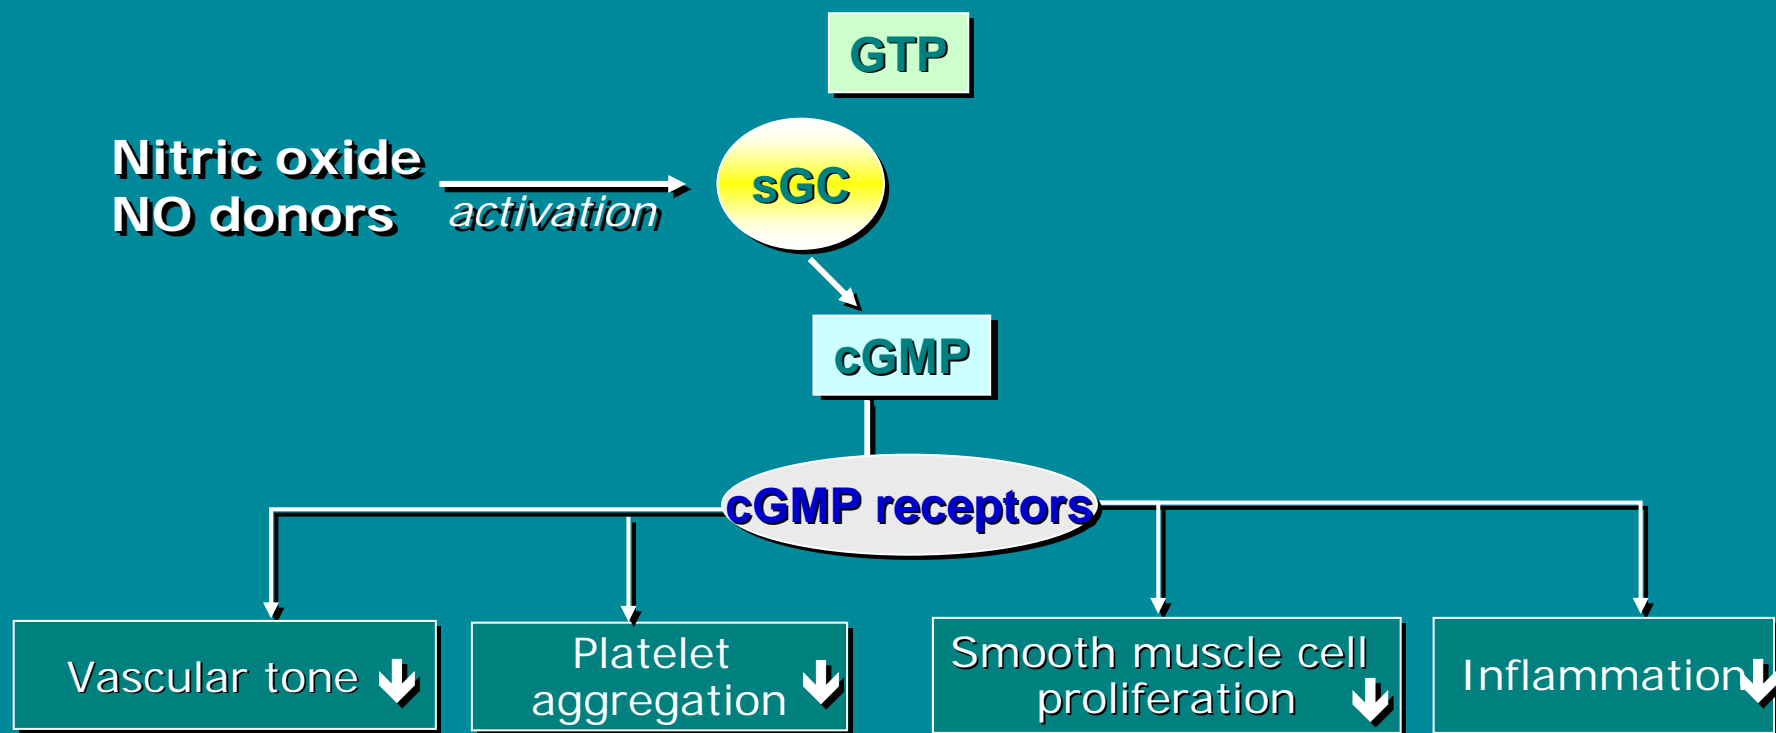 GTP
Nitric oxide
NO donors
activation
sGC
cGMP
cGMP receptors
Vascular tone
Platelet
aggregation
Smooth muscle cell
proliferation
Inflammation